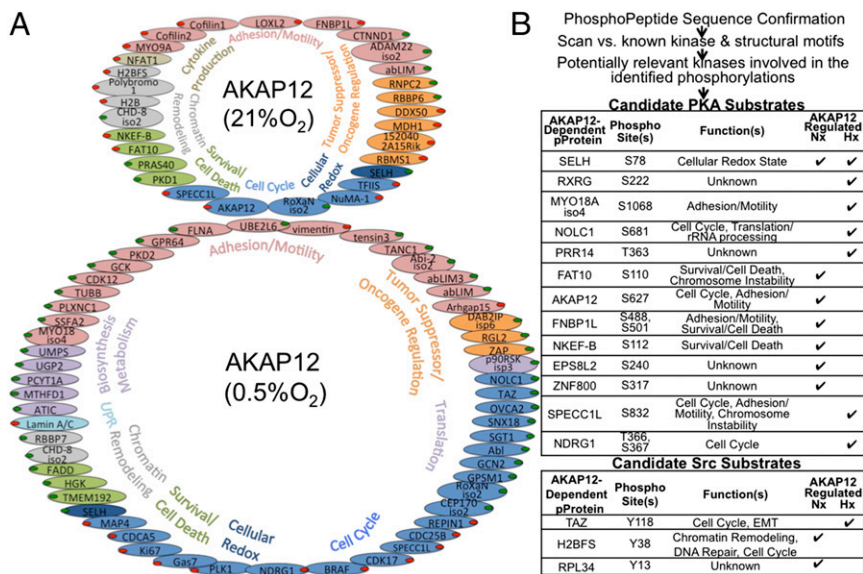 A
Cofilin1
LOXL2
FNBP1L
Cofilin2
CTNND1
MYO9A
ADAM22
iso2
NFAT1
abLIM
H2BFS
RNPC2
Polybromo
1
RBBP6
H2B
DDX50
CHD-8
iso2
MDH1
NKEF-B
152040
2A15Rik
FAT10
RBMS1
PRAS40
SELH
PKD1
TFIIS
SPECC1L
NuMA-1
AKAP12
RoXaN
iso2
Adhesion/Motility
Cytokine
Production
Chromatin
Remodeling
Survival/
Cell Death
Cell Cycle
Cellular
Redox
Tumor Suppressor/
Oncogene Regulation
AKAP12
(21%O2)
FLNA
UBE2L6
vimentin
tensin3
GPR64
TANC1
PKD2
Abi-2
iso2
GCK
abLIM3
CDK12
abLIM
TUBB
Arhgap15
PLXNC1
DAB2IP
isp6
SSFA2
RGL2
MYO18
iso4
ZAP
UMPS
p90RSK
isp3
UGP2
NOLC1
PCYT1A
TAZ
MTHFD1
OVCA2
ATIC
SNX18
Lamin A/C
SGT1
RBBP7
Abl
CHD-8
iso2
GCN2
FADD
GPSM1
HGK
RoXaN
iso2
TMEM192
CEP170
iso2
SELH
REPIN1
MAP4
CDC25B
CDCA5
SPECC1L
Ki67
CDK17
Gas7
BRAF
PLK1
NDRG1
Adhesion/Motility
Tumor Suppressor/
Oncogene Regulation
Biosynthesis
Metabolism
UPR
Chromatin
Remodeling
Survival/
Cell Death
Cellular
Redox
Cell Cycle
Translation
AKAP12
(0.5%O2)
B
PhosphoPeptide Sequence Confirmation
Scan vs. known kinase & structural motifs
Potentially relevant kinases involved in the
identified phosphorylations
Candidate PKA Substrates
AKAP12-
Dependent
pProtein
Phospho
Site(s)
Function(s)
AKAP12
Regulated
Nx Hx
SELH S78 Cellular Redox State ✔ ✔
RXRG S222 Unknown ✔
MYO18A
iso4 S1068 Adhesion/Motility ✔
NOLC1 S681 Cell Cycle, Translation/
rRNA processing ✔
PRR14 T363 Unknown ✔
FAT10 S110 Survival/Cell Death,
Chromosome Instability ✔
AKAP12 S627 Cell Cycle, Adhesion/
Motility ✔
FNBP1L S488,
S501 Adhesion/Motility,
Survival/Cell Death ✔
NKEF-B S112 Survival/Cell Death ✔
EPS8L2 S240 Unknown ✔
ZNF800 S317 Unknown ✔
SPECC1L S832 Cell Cycle, Adhesion/
Motility, Chromosome
Instability ✔
NDRG1 T366,
S367 Cell Cycle ✔
Candidate Src Substrates
AKAP12-
Dependent
pProtein
Phospho
Site(s)
Function(s)
AKAP12
Regulated
Nx Hx
TAZ Y118 Cell Cycle, EMT ✔
H2BFS Y38 Chromatin Remodeling,
DNA Repair, Cell Cycle ✔
RPL34 Y13 Unknown ✔